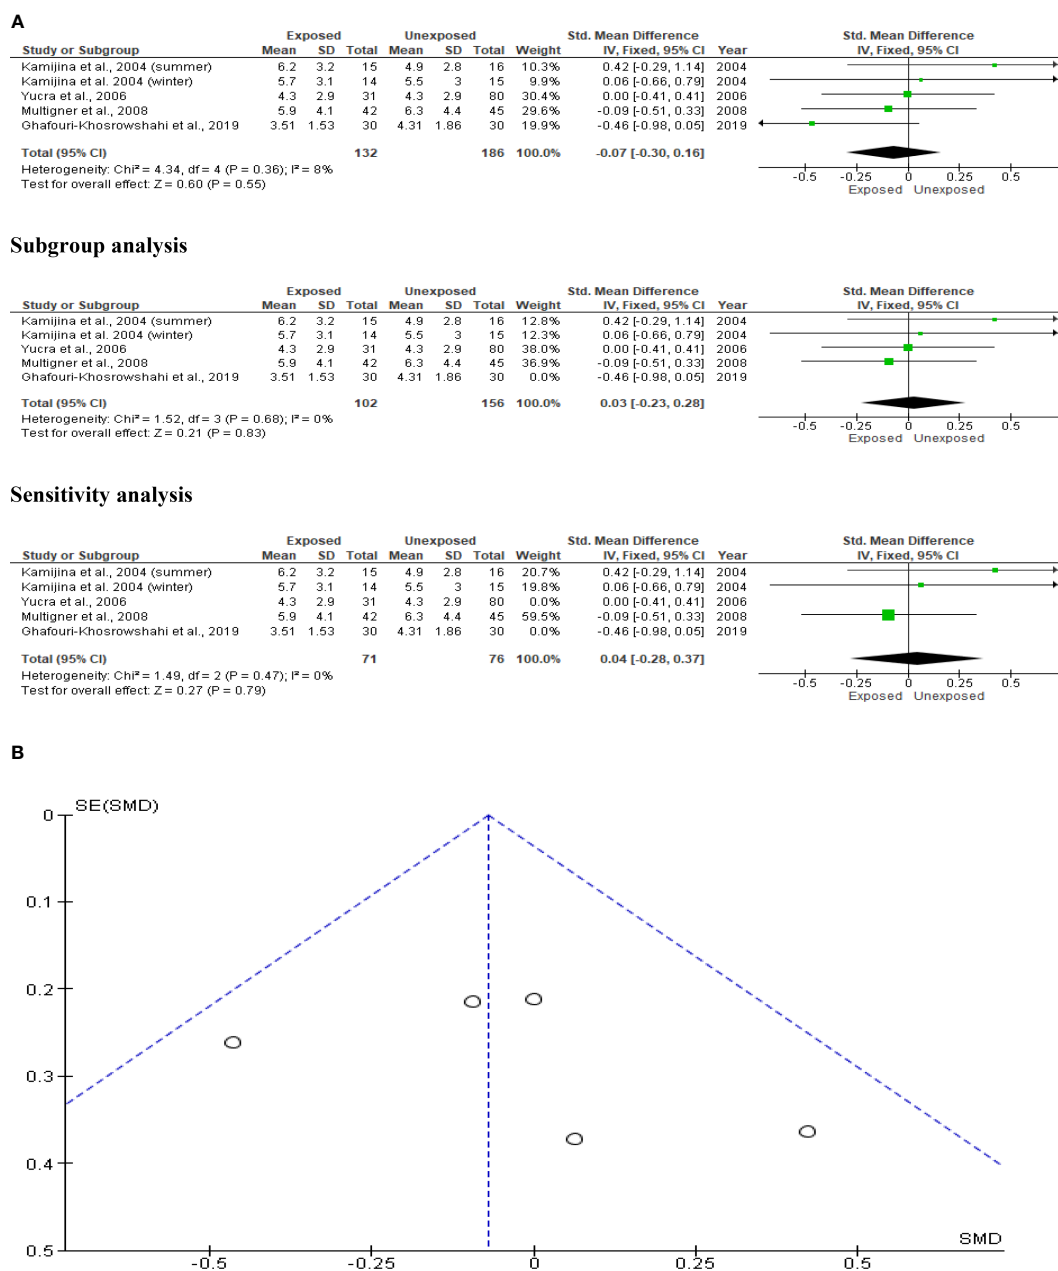 A
Exposed Unexposed Std. Mean Difference Std. Mean Difference
Study or Subgroup Mean SD Total Mean SD Total Weight IV, Fixed, 95% CI Year IV, Fixed, 95% CI
Kamijina et al., 2004 (summer) 6.2 3.2 15 4.9 2.8 16 10.3% 0.42 [-0.29, 1.14] 2004
Kamijina et al., 2004 (winter) 5.7 3.1 14 5.5 3 15 9.9% 0.06 [-0.66, 0.79] 2004
Yucra et al., 2006 4.3 2.9 31 4.3 2.9 80 30.4% 0.00 [-0.41, 0.41] 2006
Multigner et al., 2008 5.9 4.1 42 6.3 4.4 45 29.6% -0.09 [-0.51, 0.33] 2008
Ghafouri-Khosrowshahi et al., 2019 3.51 1.53 30 4.31 1.86 30 19.9% -0.46 [-0.98, 0.05] 2019
Total (95% CI) 132 186 100.0% -0.07 [-0.30, 0.16]
Heterogeneity: Chi² = 4.34, df = 4 (P = 0.36); I² = 8%
Test for overall effect: Z = 0.60 (P = 0.55)
-0.5 -0.25 0 0.25 0.5
Exposed Unexposed
Subgroup analysis
Exposed Unexposed Std. Mean Difference Std. Mean Difference
Study or Subgroup Mean SD Total Mean SD Total Weight IV, Fixed, 95% CI Year IV, Fixed, 95% CI
Kamijina et al., 2004 (summer) 6.2 3.2 15 4.9 2.8 16 12.8% 0.42 [-0.29, 1.14] 2004
Kamijina et al., 2004 (winter) 5.7 3.1 14 5.5 3 15 12.3% 0.06 [-0.66, 0.79] 2004
Yucra et al., 2006 4.3 2.9 31 4.3 2.9 80 38.0% 0.00 [-0.41, 0.41] 2006
Multigner et al., 2008 5.9 4.1 42 6.3 4.4 45 36.9% -0.09 [-0.51, 0.33] 2008
Ghafouri-Khosrowshahi et al., 2019 3.51 1.53 30 4.31 1.86 30 0.0% -0.46 [-0.98, 0.05] 2019
Total (95% CI) 102 156 100.0% 0.03 [-0.23, 0.28]
Heterogeneity: Chi² = 1.52, df = 3 (P = 0.68); I² = 0%
Test for overall effect: Z = 0.21 (P = 0.83)
-0.5 -0.25 0 0.25 0.5
Exposed Unexposed
Sensitivity analysis
Exposed Unexposed Std. Mean Difference Std. Mean Difference
Study or Subgroup Mean SD Total Mean SD Total Weight IV, Fixed, 95% CI Year IV, Fixed, 95% CI
Kamijina et al., 2004 (summer) 6.2 3.2 15 4.9 2.8 16 20.7% 0.42 [-0.29, 1.14] 2004
Kamijina et al., 2004 (winter) 5.7 3.1 14 5.5 3 15 19.8% 0.06 [-0.66, 0.79] 2004
Yucra et al., 2006 4.3 2.9 31 4.3 2.9 80 0.0% 0.00 [-0.41, 0.41] 2006
Multigner et al., 2008 5.9 4.1 42 6.3 4.4 45 59.5% -0.09 [-0.51, 0.33] 2008
Ghafouri-Khosrowshahi et al., 2019 3.51 1.53 30 4.31 1.86 30 0.0% -0.46 [-0.98, 0.05] 2019
Total (95% CI) 71 76 100.0% 0.04 [-0.28, 0.37]
Heterogeneity: Chi² = 1.49, df = 2 (P = 0.47); I² = 0%
Test for overall effect: Z = 0.27 (P = 0.79)
-0.5 -0.25 0 0.25 0.5
Exposed Unexposed
B
SE(SMD)
0
0.1
0.2
0.3
0.4
0.5
SMD
-0.5 -0.25 0 0.25 0.5